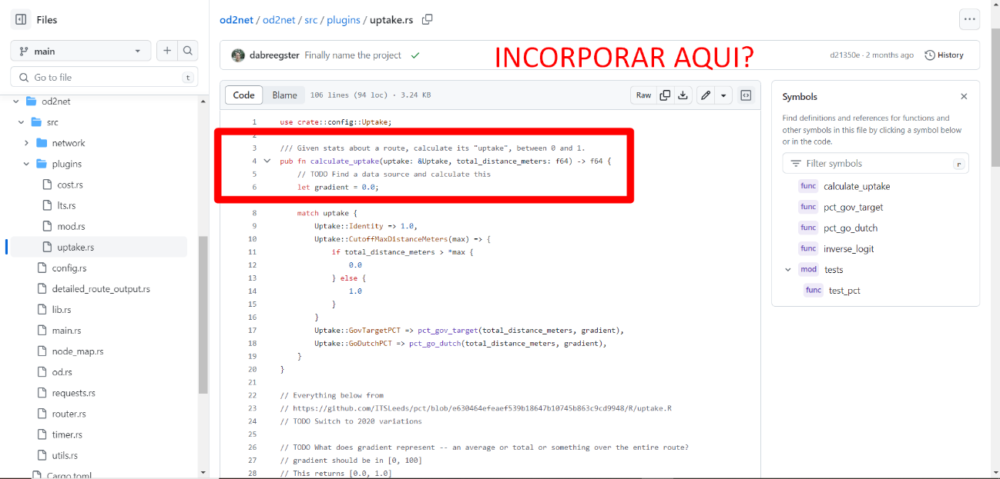 Files
main
Go to file
t
od2net
src
network
plugins
cost.rs
lts.rs
mod.rs
uptake.rs
config.rs
detailed_route_output.rs
lib.rs
main.rs
node_map.rs
od.rs
requests.rs
router.rs
timer.rs
utils.rs
Cargo.toml
od2net / od2net / src / plugins / uptake.rs
dabreegster Finally name the project
INCORPORAR AQUI?
d21350e · 2 months ago
History
Code
Blame
106 lines (94 loc) · 3.24 KB
Raw
1 use crate::config::Uptake;
2
3 /// Given stats about a route, calculate its "uptake", between 0 and 1.
4 pub fn calculate_uptake(uptake: &Uptake, total_distance_meters: f64) -> f64 {
5 // TODO Find a data source and calculate this
6 let gradient = 0.0;
8 match uptake {
9 Uptake::Identity => 1.0,
10 Uptake::CutoffMaxDistanceMeters(max) => {
11 if total_distance_meters > *max {
12 0.0
13 } else {
14 1.0
15 }
16 }
17 Uptake::GovTargetPCT => pct_gov_target(total_distance_meters, gradient),
18 Uptake::GoDutchPCT => pct_go_dutch(total_distance_meters, gradient),
19 }
20 }
21
22 // Everything below from
23 // https://github.com/ITSLeeds/pct/blob/e630464efeaef539b18647b10745b863c9cd9948/R/uptake.R
24 // TODO Switch to 2020 variations
25
26 // TODO What does gradient represent -- an average or total or something over the entire route?
27 // gradient should be in [0, 100]
28 // This returns [0.0, 1.0]
Symbols
Find definitions and references for functions and
other symbols in this file by clicking a symbol below
or in the code.
Filter symbols
r
func calculate_uptake
func pct_gov_target
func pct_go_dutch
func inverse_logit
mod tests
func test_pct